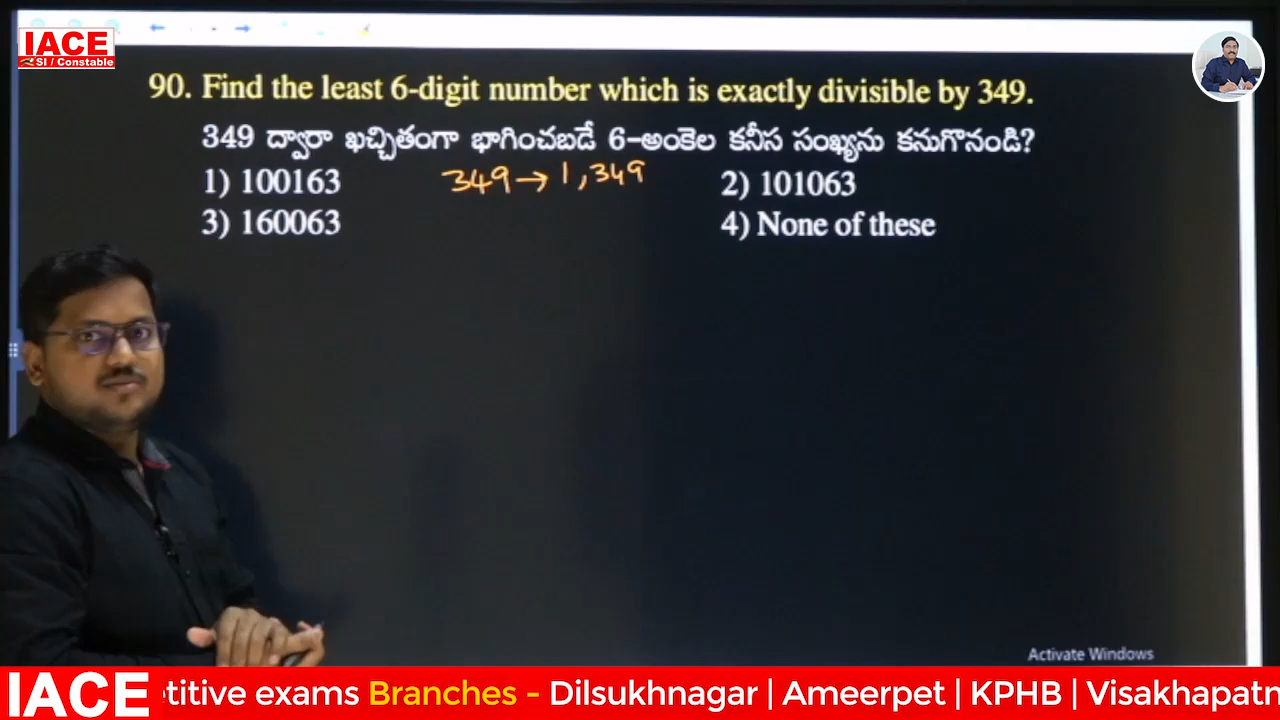 IACE
SI / Constable
90. Find the least 6-digit number which is exactly divisible by 349.
349 ద్వారా ఖచ్చితంగా భాగించబడే 6-అంకెల కనీస సంఖ్యను కనుగొనండి?
1) 100163
349 → 1, 349
2) 101063
3) 160063
4) None of these
Activate Windows
IACE
etitive exams Branches - Dilsukhnagar | Ameerpet | KPHB | Visakhapatn